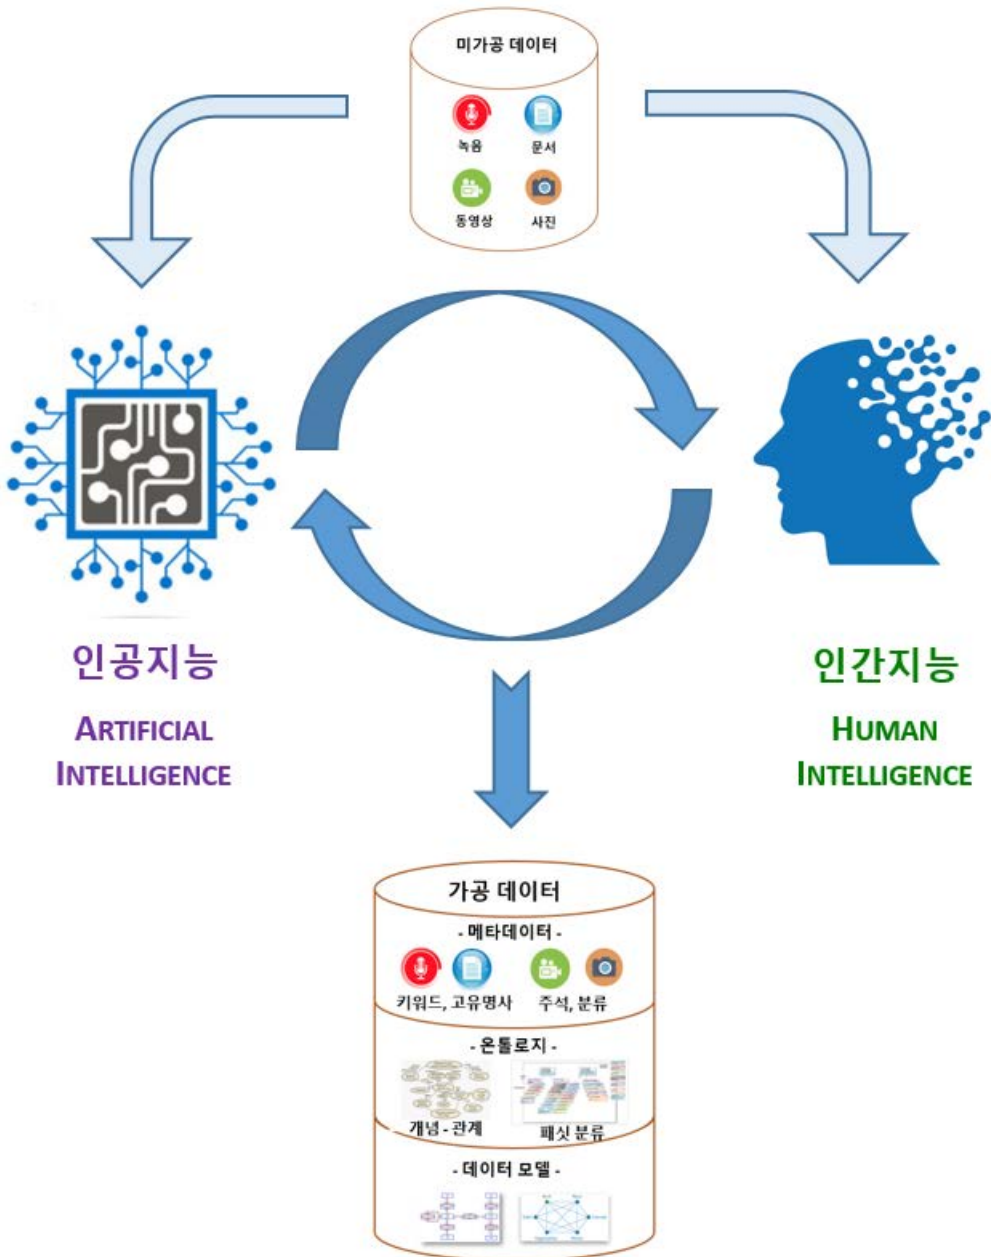 미가공 데이터
녹음 문서
동영상 사진
인공지능
ARTIFICIAL
INTELLIGENCE
인간지능
HUMAN
INTELLIGENCE
가공 데이터
- 메타데이터 -
키워드, 고유명사 주석, 분류
- 온톨로지 -
개념 - 관계 패싯 분류
- 데이터 모델 -